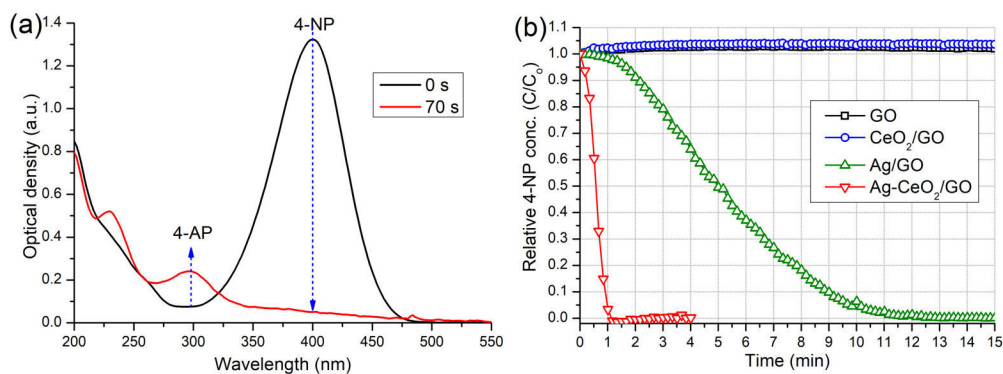 (a)
4-NP
0 s
70 s
4-AP
Optical density (a.u.)
1.4
1.2
1.0
0.8
0.6
0.4
0.2
0.0
200 250 300 350 400 450 500 550
Wavelength (nm)
(b)
Relative 4-NP conc. (C/C₀)
1.1
1.0
0.9
0.8
0.7
0.6
0.5
0.4
0.3
0.2
0.1
0.0
GO
CeO₂/GO
Ag/GO
Ag-CeO₂/GO
0 1 2 3 4 5 6 7 8 9 10 11 12 13 14 15
Time (min)